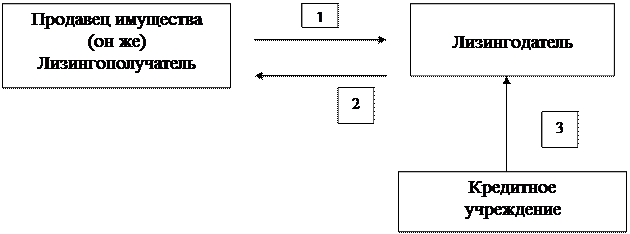 Продавец имущества
(он же)
Лизингополучатель
1
Лизингодатель
2
3
Кредитное
учреждение